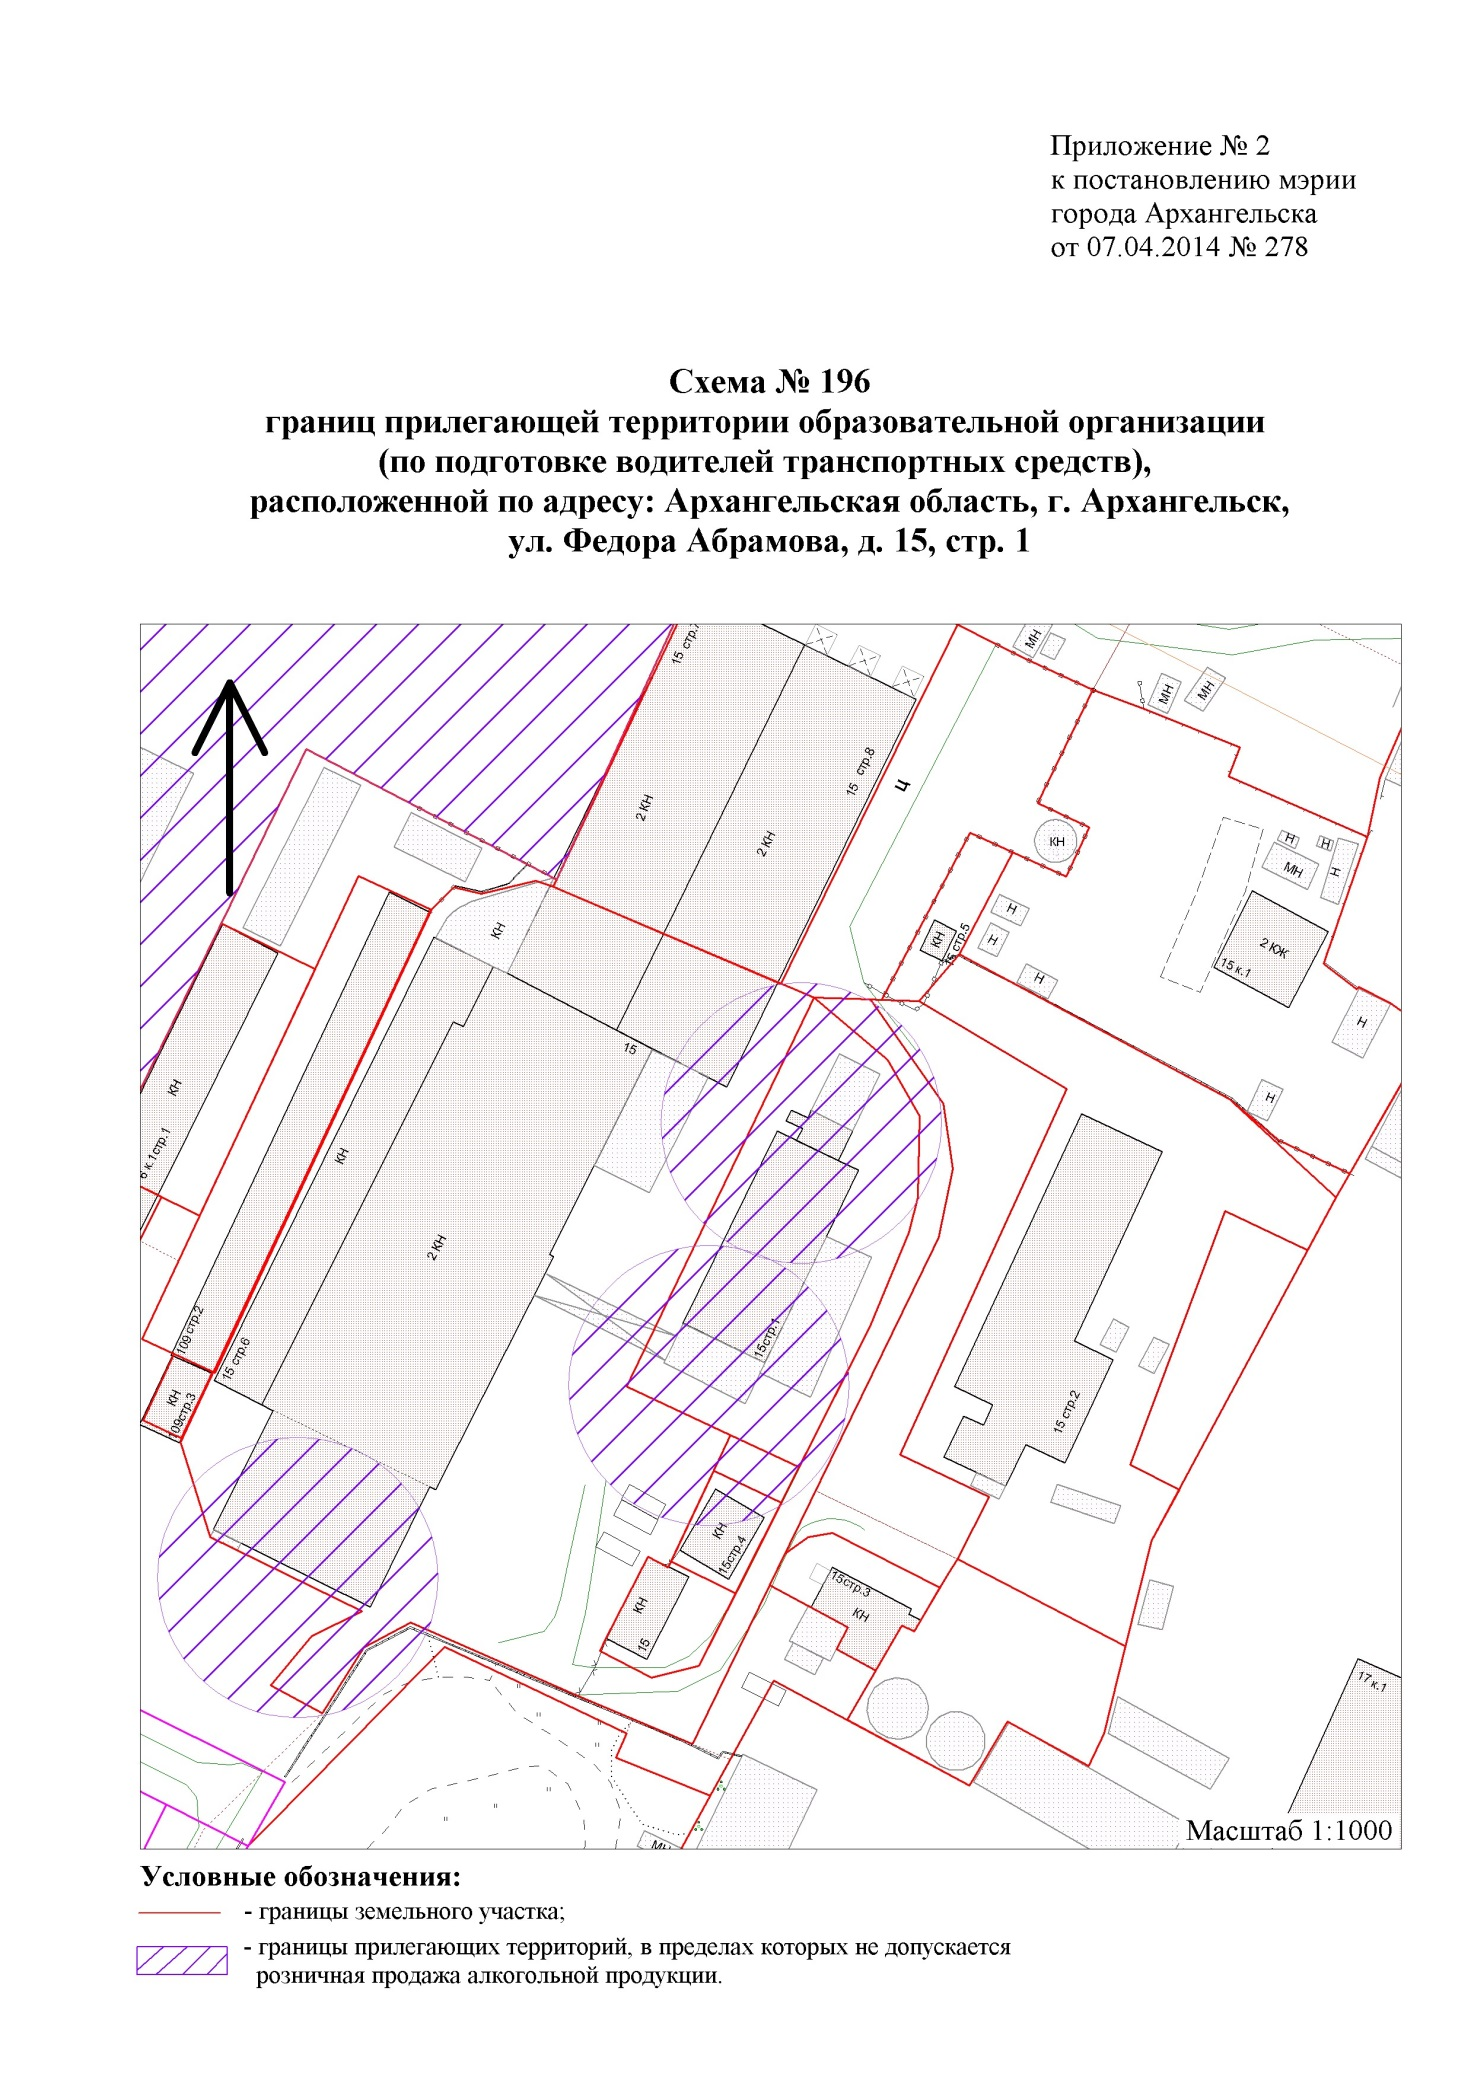 Приложение № 2
к постановлению мэрии
города Архангельска
от 07.04.2014 № 278
Схема № 196
границ прилегающей территории образовательной организации
(по подготовке водителей транспортных средств),
расположенной по адресу: Архангельская область, г. Архангельск,
ул. Федора Абрамова, д. 15, стр. 1
15 стр.7
МН
МН
МН
2 КН
15 стр.8
Ц
2 КН
КН
Н
Н
МН
Н
КН
КН
15 стр.5
Н
Н
Н
2 КЖ
15 к.1
Н
15
КН
6 к.1стр.1
КН
Н
2 КН
109 стр.2
15 стр.6
15стр.1
КН
109стр.3
15 стр.2
КН
15стр.4
15стр.3
КН
КН
15
17 к.1
МН
Масштаб 1:1000
Условные обозначения:
- границы земельного участка;
- границы прилегающих территорий, в пределах которых не допускается
розничная продажа алкогольной продукции.